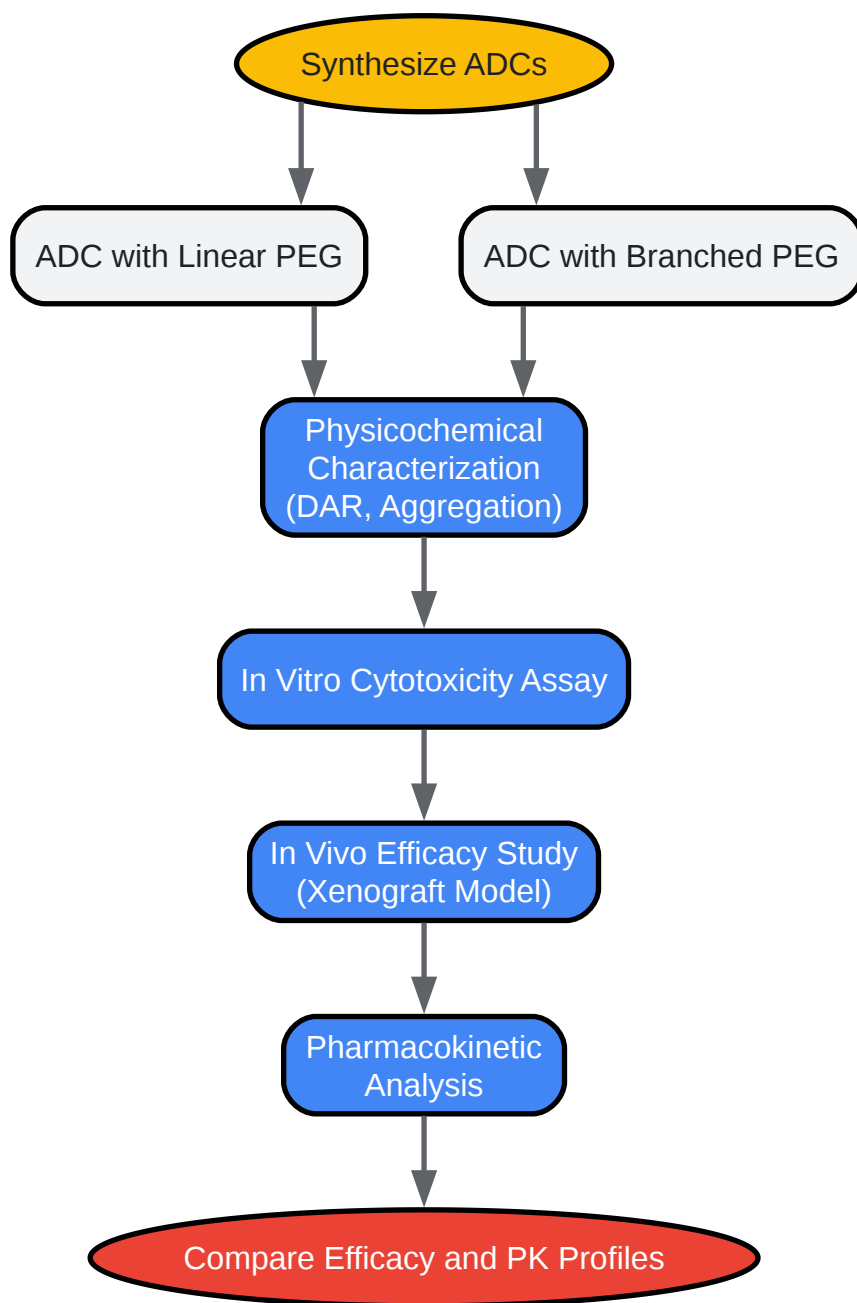 Synthesize ADCs
ADC with Linear PEG
ADC with Branched PEG
Physicochemical
Characterization
(DAR, Aggregation)
In Vitro Cytotoxicity Assay
In Vivo Efficacy Study
(Xenograft Model)
Pharmacokinetic
Analysis
Compare Efficacy and PK Profiles